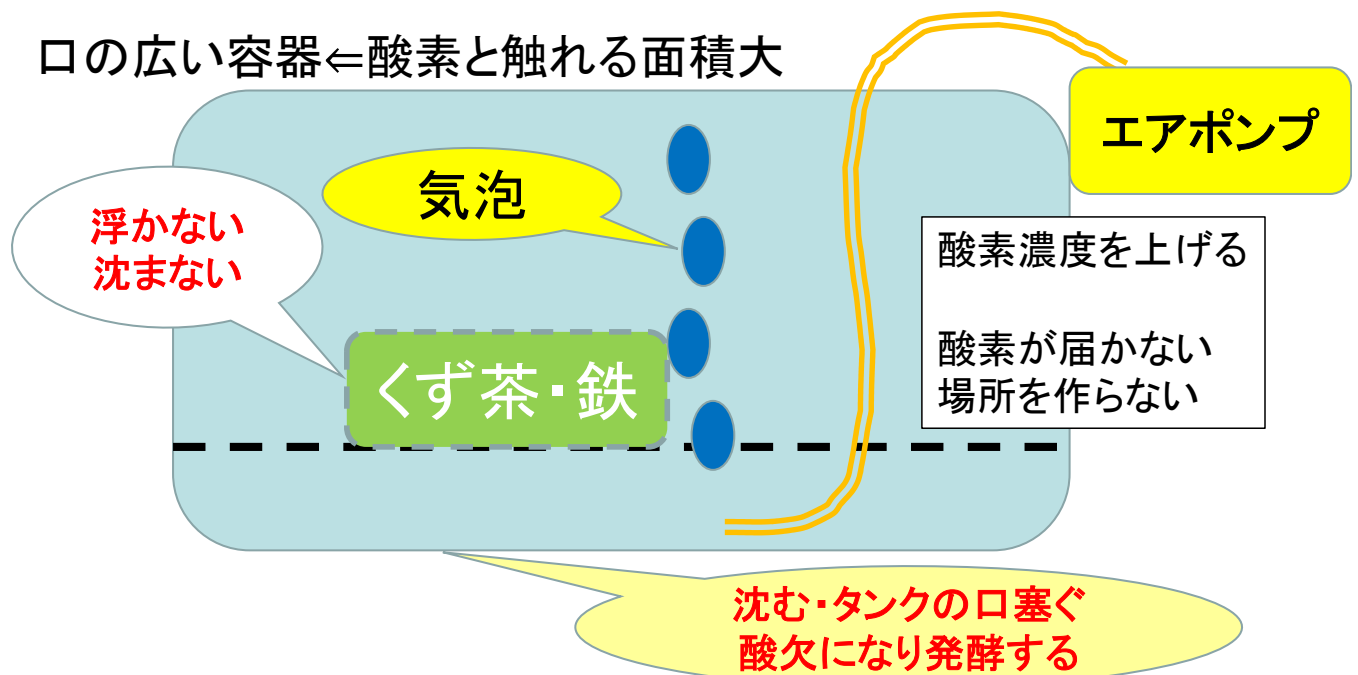 口の広い容器⇐酸素と触れる面積大
エアポンプ
気泡
浮かない
沈まない
酸素濃度を上げる
酸素が届かない
場所を作らない
くず茶・鉄
沈む・タンクの口塞ぐ
酸欠になり発酵する